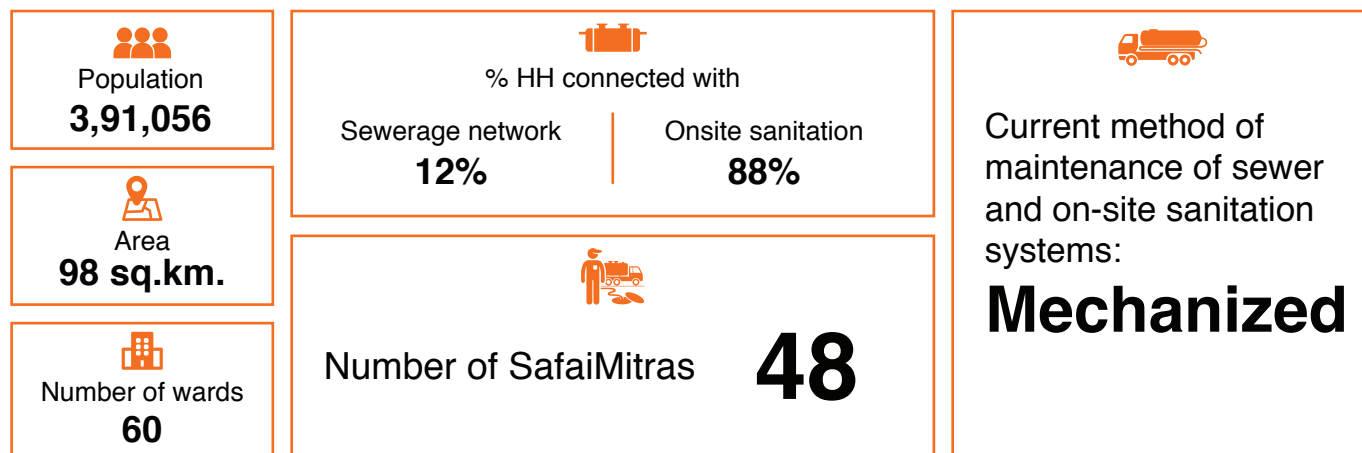 Population
3,91,056
Area
98 sq.km.
Number of wards
60
% HH connected with
Sewerage network
12%
Onsite sanitation
88%
Number of SafaiMitras
48
Current method of
maintenance of sewer
and on-site sanitation
systems:
Mechanized